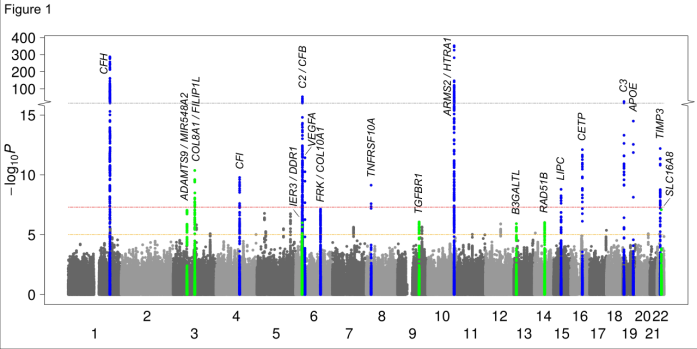 Figure 1
400
300
200
100
15
10
5
0
−log10P
CFH
ADAMTS9 / MIR548A2
COL8A1 / FILIP1L
CFI
IER3 / DDR1
C2 / CFB
VEGFA
FRK / COL10A1
TNFRSF10A
TGFBR1
ARMS2 / HTRA1
B3GALTL
RAD51B
LIPC
CETP
C3
APOE
TIMP3
SLC16A8
2 4 6 8 10 12 14 16 18 20 22
1 3 5 7 9 11 13 15 17 19 21